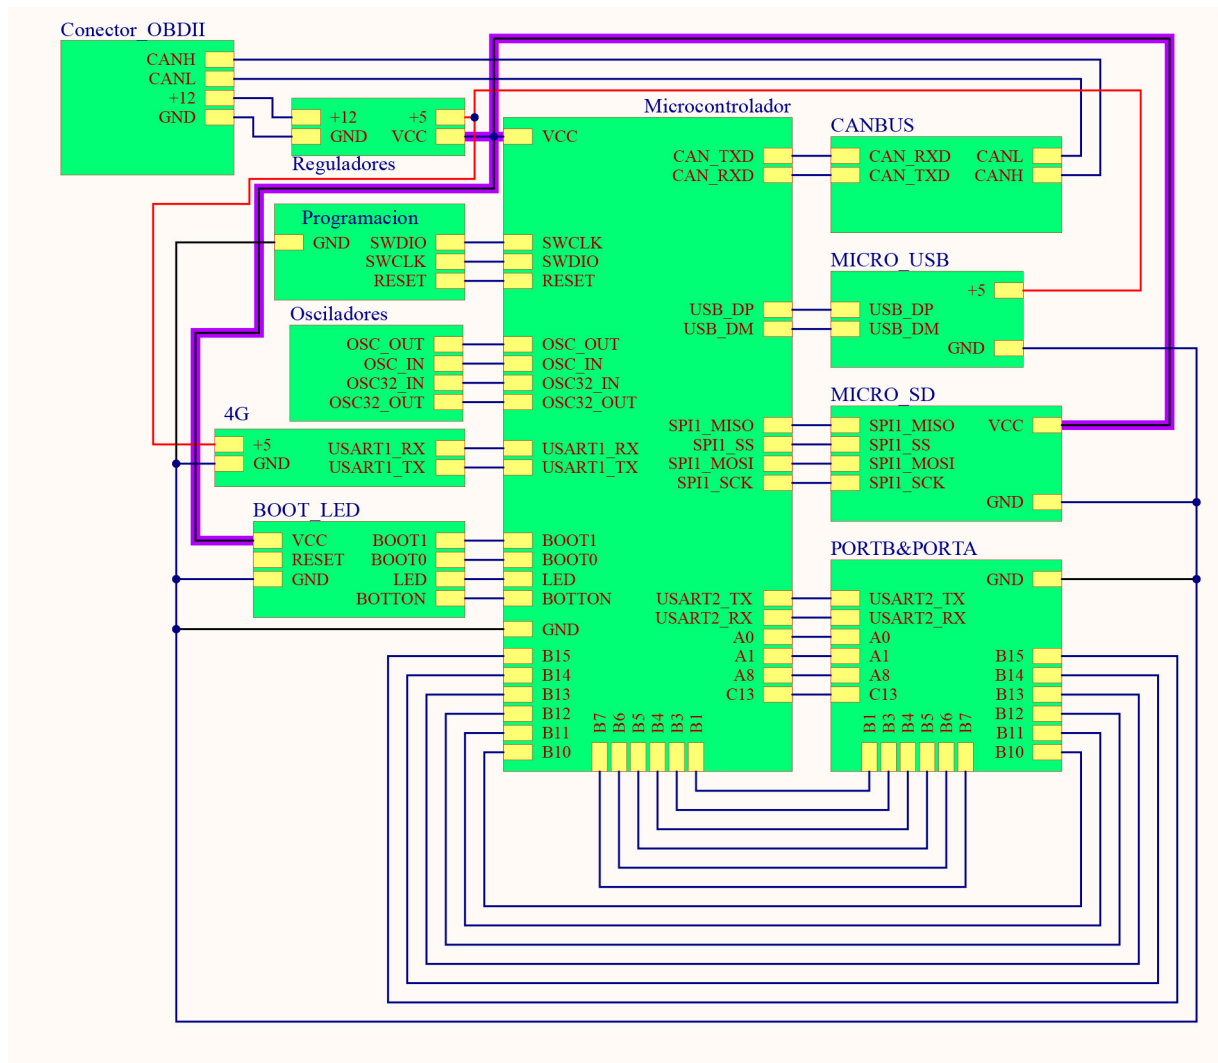 Conector_OBDII
CANH
CANL
+12
GND
+12 +5
GND VCC
Reguladores
Microcontrolador
VCC
CAN_TXD
CAN_RXD
CANBUS
CAN_RXD CANL
CAN_TXD CANH
Programacion
GND SWDIO
SWCLK
RESET
SWCLK
SWDIO
RESET
MICRO_USB
+5
USB_DP
USB_DM
USB_DP
USB_DM
GND
Osciladores
OSC_OUT
OSC_IN
OSC32_IN
OSC32_OUT
OSC_OUT
OSC_IN
OSC32_IN
OSC32_OUT
MICRO_SD
SPI1_MISO
SPI1_SS
SPI1_MOSI
SPI1_SCK
SPI1_MISO VCC
SPI1_SS
SPI1_MOSI
SPI1_SCK
GND
4G
+5 USART1_RX
GND USART1_TX
USART1_RX
USART1_TX
BOOT_LED
VCC BOOT1
RESET BOOT0
GND LED
BOTTON
BOOT1
BOOT0
LED
BOTTON
GND
B15
B14
B13
B12
B11
B10
USART2_TX
USART2_RX
A0
A1
A8
C13
B7 B6 B5 B4 B3 B1
PORTB&PORTA
GND
USART2_TX
USART2_RX
A0
A1 B15
A8 B14
C13 B13
B12
B11
B10
B1 B3 B4 B5 B6 B7